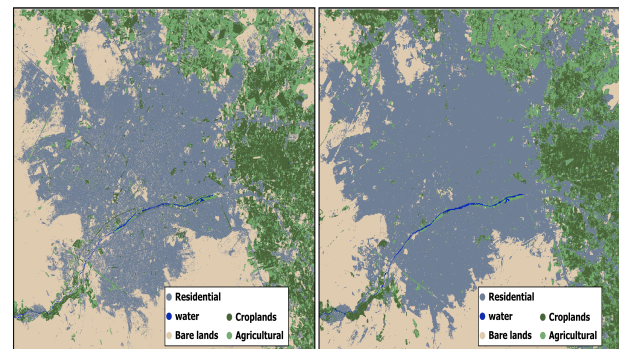 Residential
water Croplands
Bare lands Agricultural
Residential
water Croplands
Bare lands Agricultural